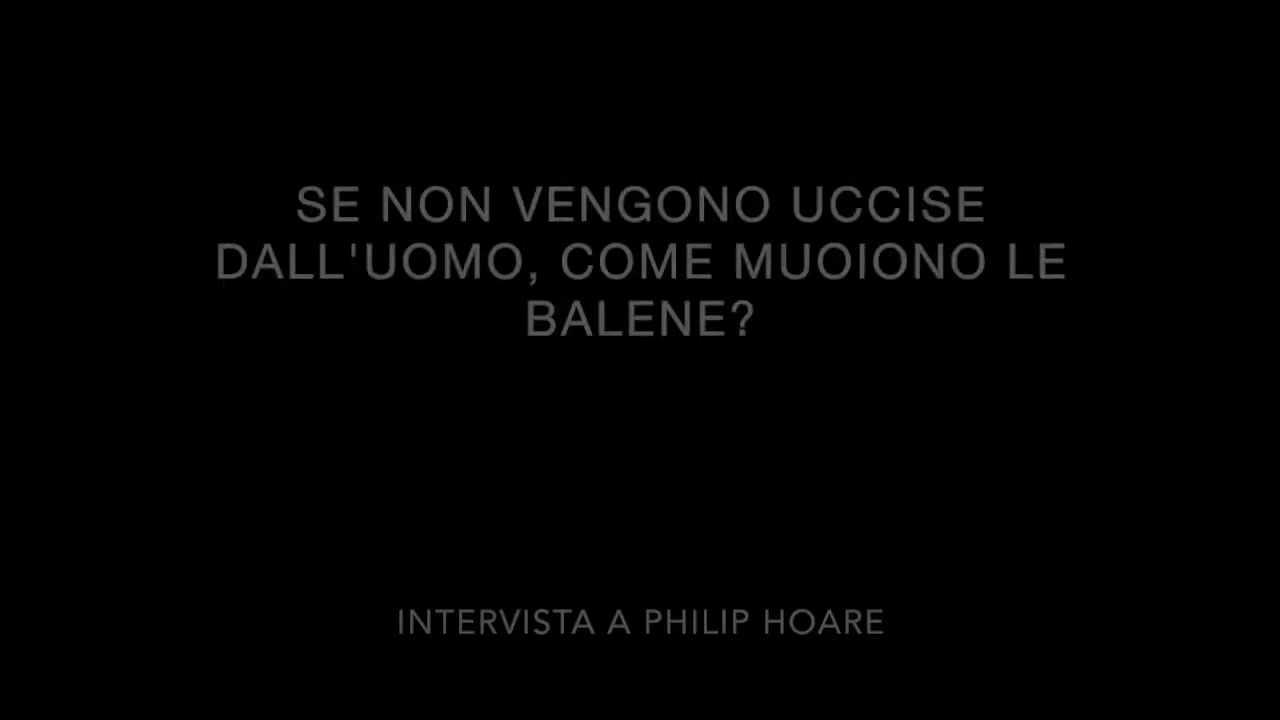 SE NON VENGONO UCCISE
DALL'UOMO, COME MUOIONO LE
BALENE?
INTERVISTA A PHILIP HOARE